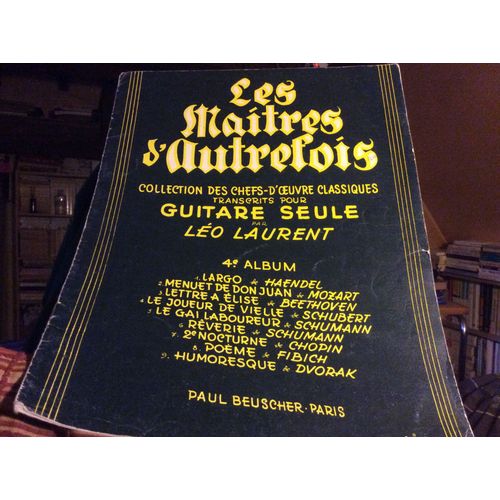 Les
Maîtres
d'Autrefois
COLLECTION DES CHEFS-D'ŒUVRE CLASSIQUES
TRANSCRITS POUR
GUITARE SEULE
PAR
LÉO LAURENT
4e ALBUM
1. LARGO de HAENDEL
2. MENUET DE DON JUAN de MOZART
3. LETTRE A ÉLISE de BEETHOVEN
4. LE JOUEUR DE VIELLE de SCHUBERT
5. LE GAI LABOUREUR de SCHUMANN
6. RÊVERIE de SCHUMANN
7. 2e NOCTURNE de CHOPIN
8. POÈME de FIBICH
9. HUMORESQUE de DVORAK
PAUL BEUSCHER - PARIS